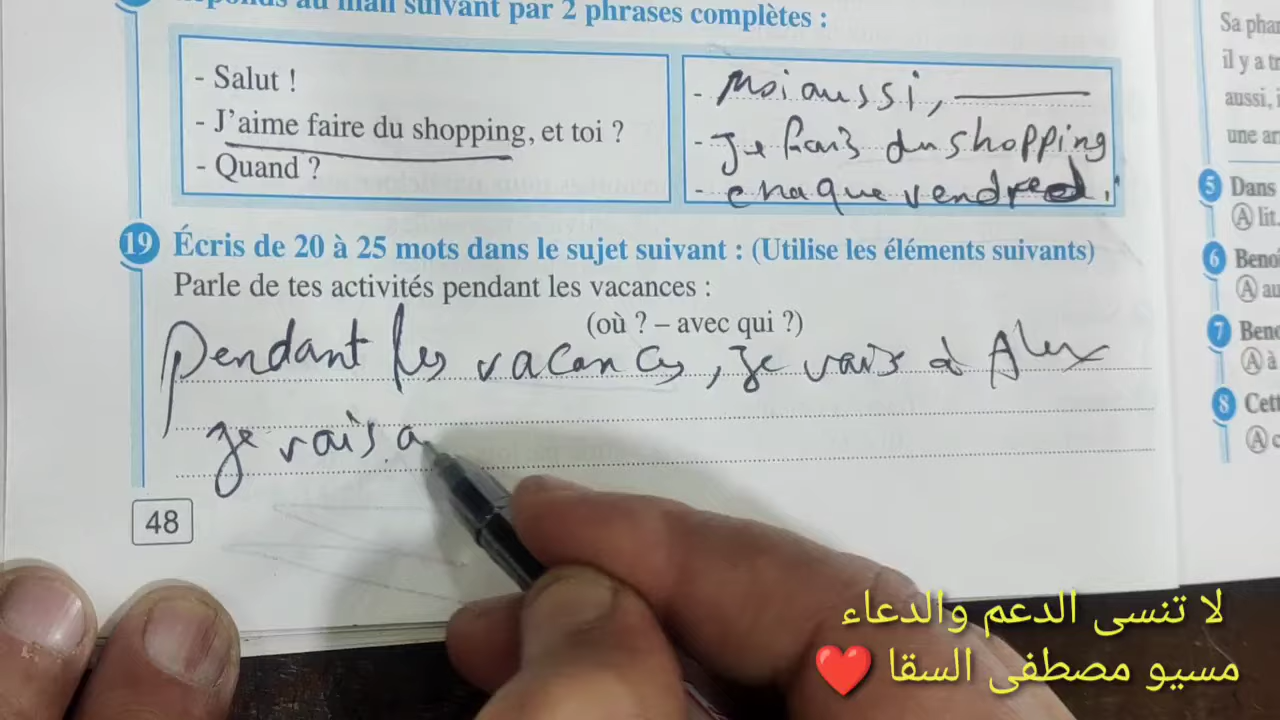 au mail suivant par 2 phrases complètes :
- Salut !
- J'aime faire du shopping, et toi ?
- Quand ?
- Moi aussi,
- Je fais du shopping
- chaque vendredi
19 Écris de 20 à 25 mots dans le sujet suivant : (Utilise les éléments suivants)
Parle de tes activités pendant les vacances :
(où ? – avec qui ?)
Pendant les vacances, je vais à Alex
Je vais a
48
Sa phar
il y a tr
aussi, i
une ar
5 Dans
A lit.
6 Benoî
A au
7 Beno
A à
8 Cett
A c
لا تنسى الدعم والدعاء
مسيو مصطفى السقا ❤️